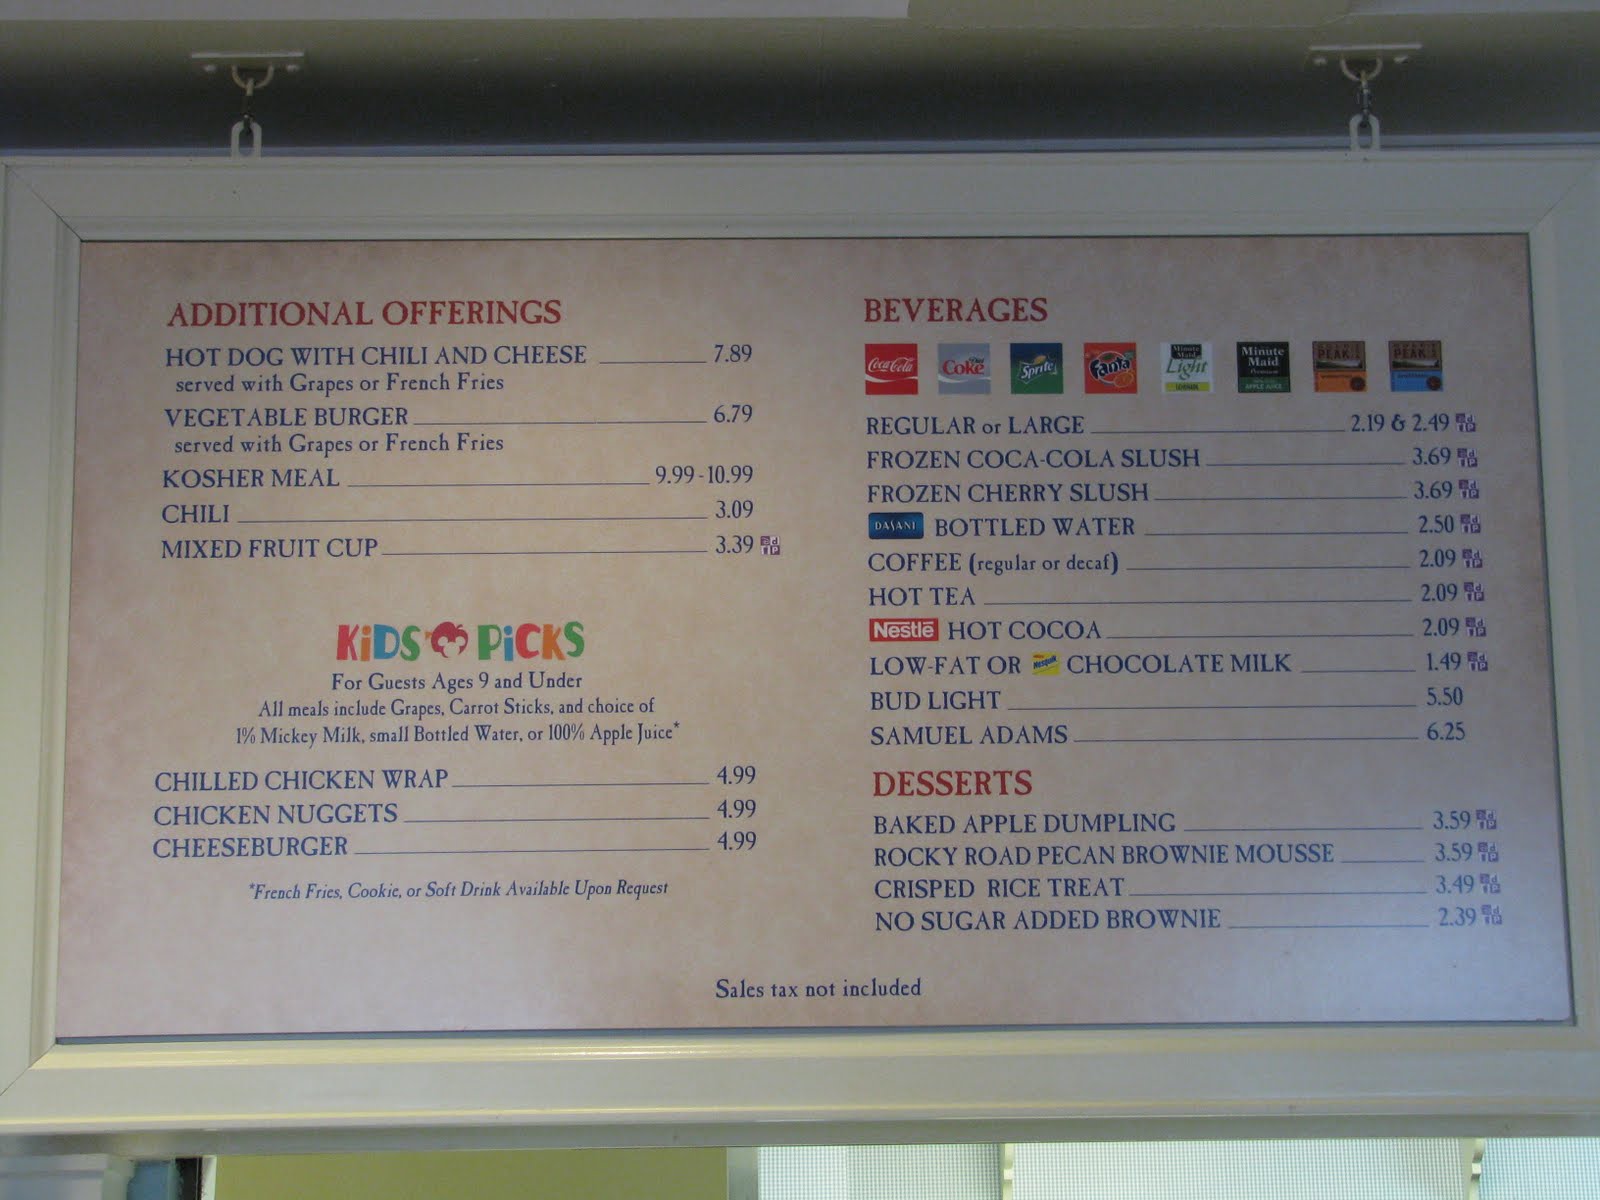 ADDITIONAL OFFERINGS
HOT DOG WITH CHILI AND CHEESE 7.89
served with Grapes or French Fries
VEGETABLE BURGER 6.79
served with Grapes or French Fries
KOSHER MEAL 9.99 - 10.99
CHILI 3.09
MIXED FRUIT CUP 3.39
KiDS PiCKS
For Guests Ages 9 and Under
All meals include Grapes, Carrot Sticks, and choice of
1% Mickey Milk, small Bottled Water, or 100% Apple Juice*
CHILLED CHICKEN WRAP 4.99
CHICKEN NUGGETS 4.99
CHEESEBURGER 4.99
*French Fries, Cookie, or Soft Drink Available Upon Request
BEVERAGES
Coca-Cola Diet Coke Sprite Fanta Minute Maid Light LEMONADE Minute Maid Premium APPLE JUICE PEAK PEAK
REGULAR or LARGE 2.19 & 2.49
FROZEN COCA-COLA SLUSH 3.69
FROZEN CHERRY SLUSH 3.69
DASANI BOTTLED WATER 2.50
COFFEE (regular or decaf) 2.09
HOT TEA 2.09
Nestlé HOT COCOA 2.09
LOW-FAT OR Nesquik CHOCOLATE MILK 1.49
BUD LIGHT 5.50
SAMUEL ADAMS 6.25
DESSERTS
BAKED APPLE DUMPLING 3.59
ROCKY ROAD PECAN BROWNIE MOUSSE 3.59
CRISPED RICE TREAT 3.49
NO SUGAR ADDED BROWNIE 2.39
Sales tax not included